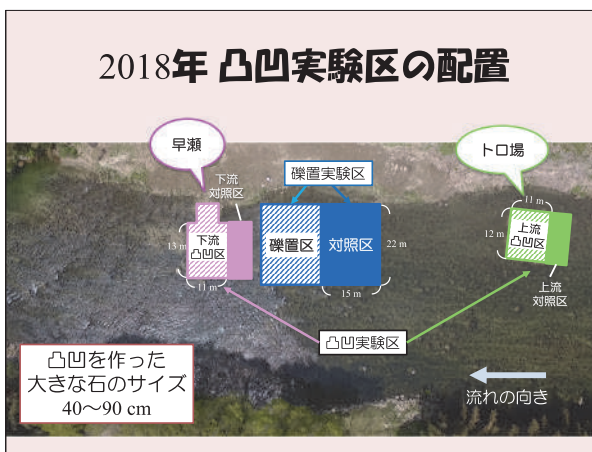 2018年 凸凹実験区の配置
早瀬
トロ場
下流
対照区
礫置実験区
11 m
13 m
下流
凸凹区
11 m
礫置区
対照区
22 m
15 m
12 m
上流
凸凹区
上流
対照区
凸凹実験区
凸凹を作った
大きな石のサイズ
40〜90 cm
流れの向き